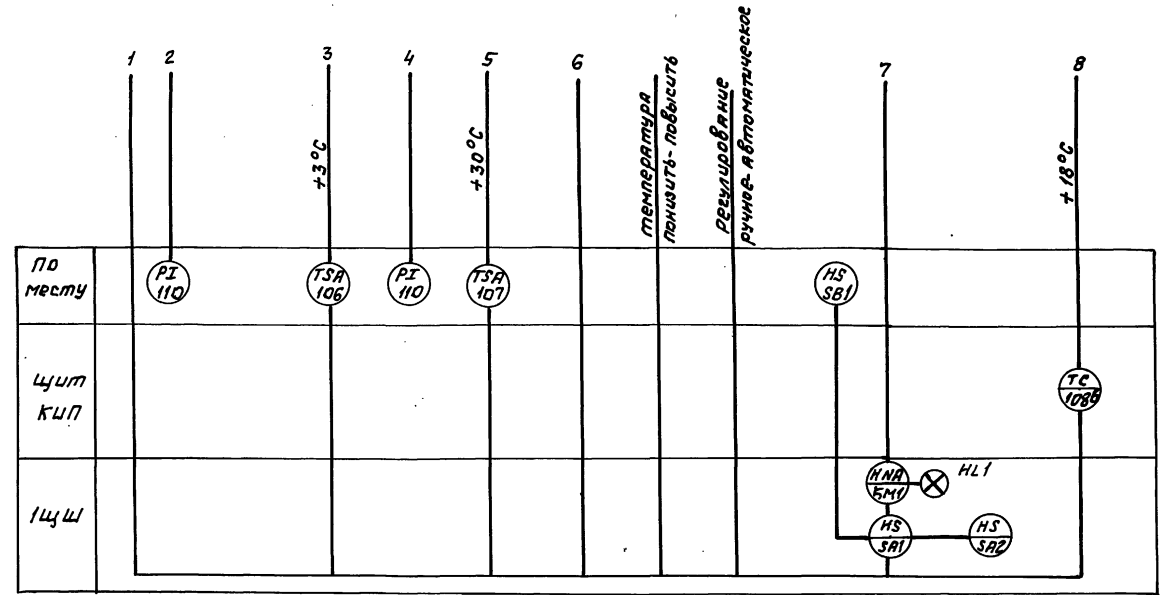 1
2
3
4
5
6
7
8
+3°С
+30°С
температура
понизить-повысить
регулирование
ручное-автоматическое
+18°С
по
месту
PI
110
TSA
106
PI
110
TSA
107
HS
SB1
щит
КИП
TC
108б
1ЩШ
HNA
БМ1
HL1
HS
SA1
HS
SA2